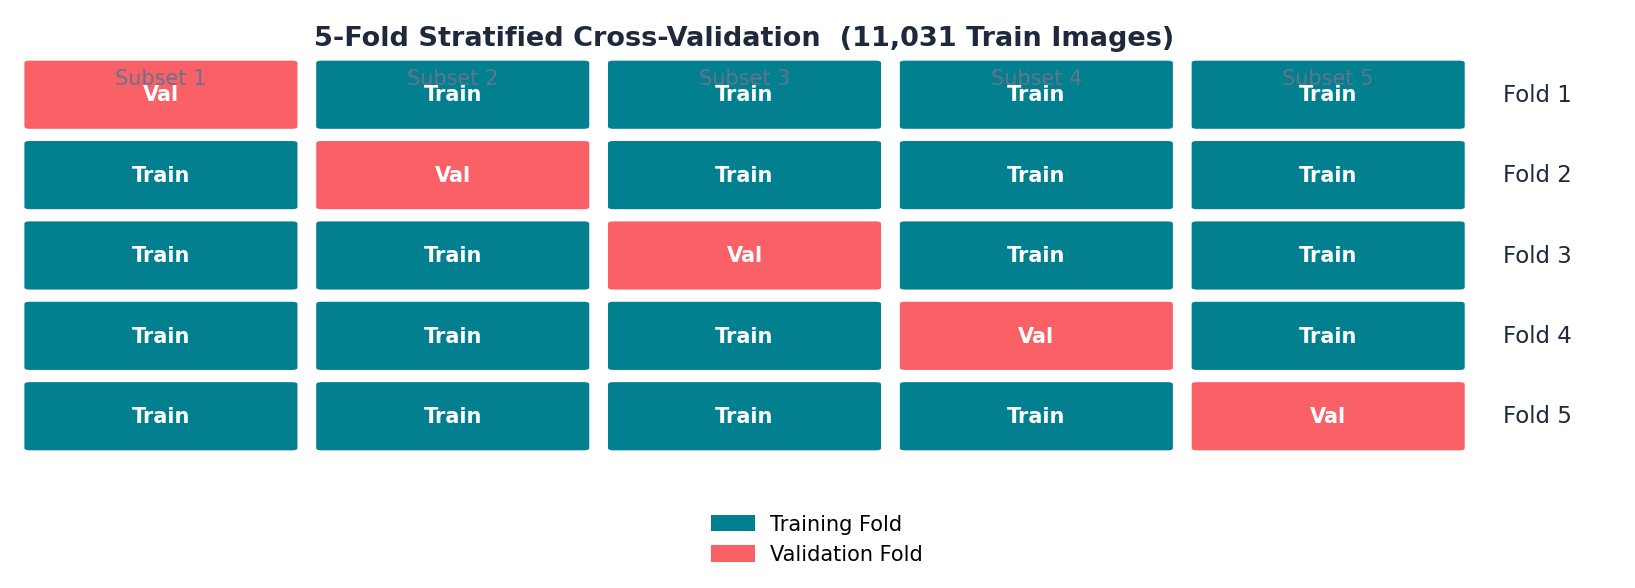 5-Fold Stratified Cross-Validation (11,031 Train Images)
Subset 1 Subset 2 Subset 3 Subset 4 Subset 5
Val Train Train Train Train Fold 1
Train Val Train Train Train Fold 2
Train Train Val Train Train Fold 3
Train Train Train Val Train Fold 4
Train Train Train Train Val Fold 5
Training Fold
Validation Fold